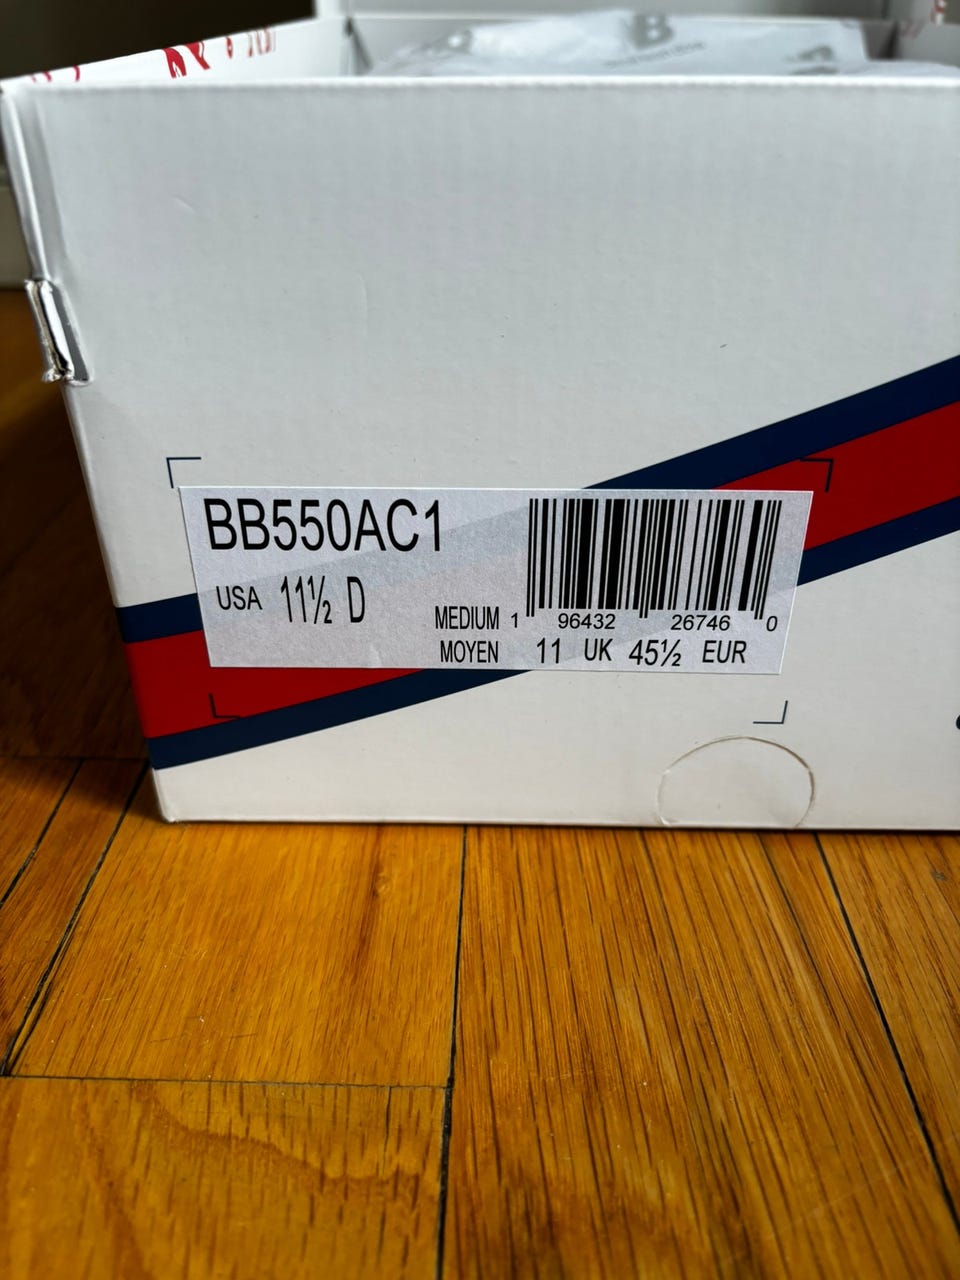 BB550AC1
USA 11½ D
MEDIUM 1 96432 26746 0
MOYEN 11 UK 45½ EUR